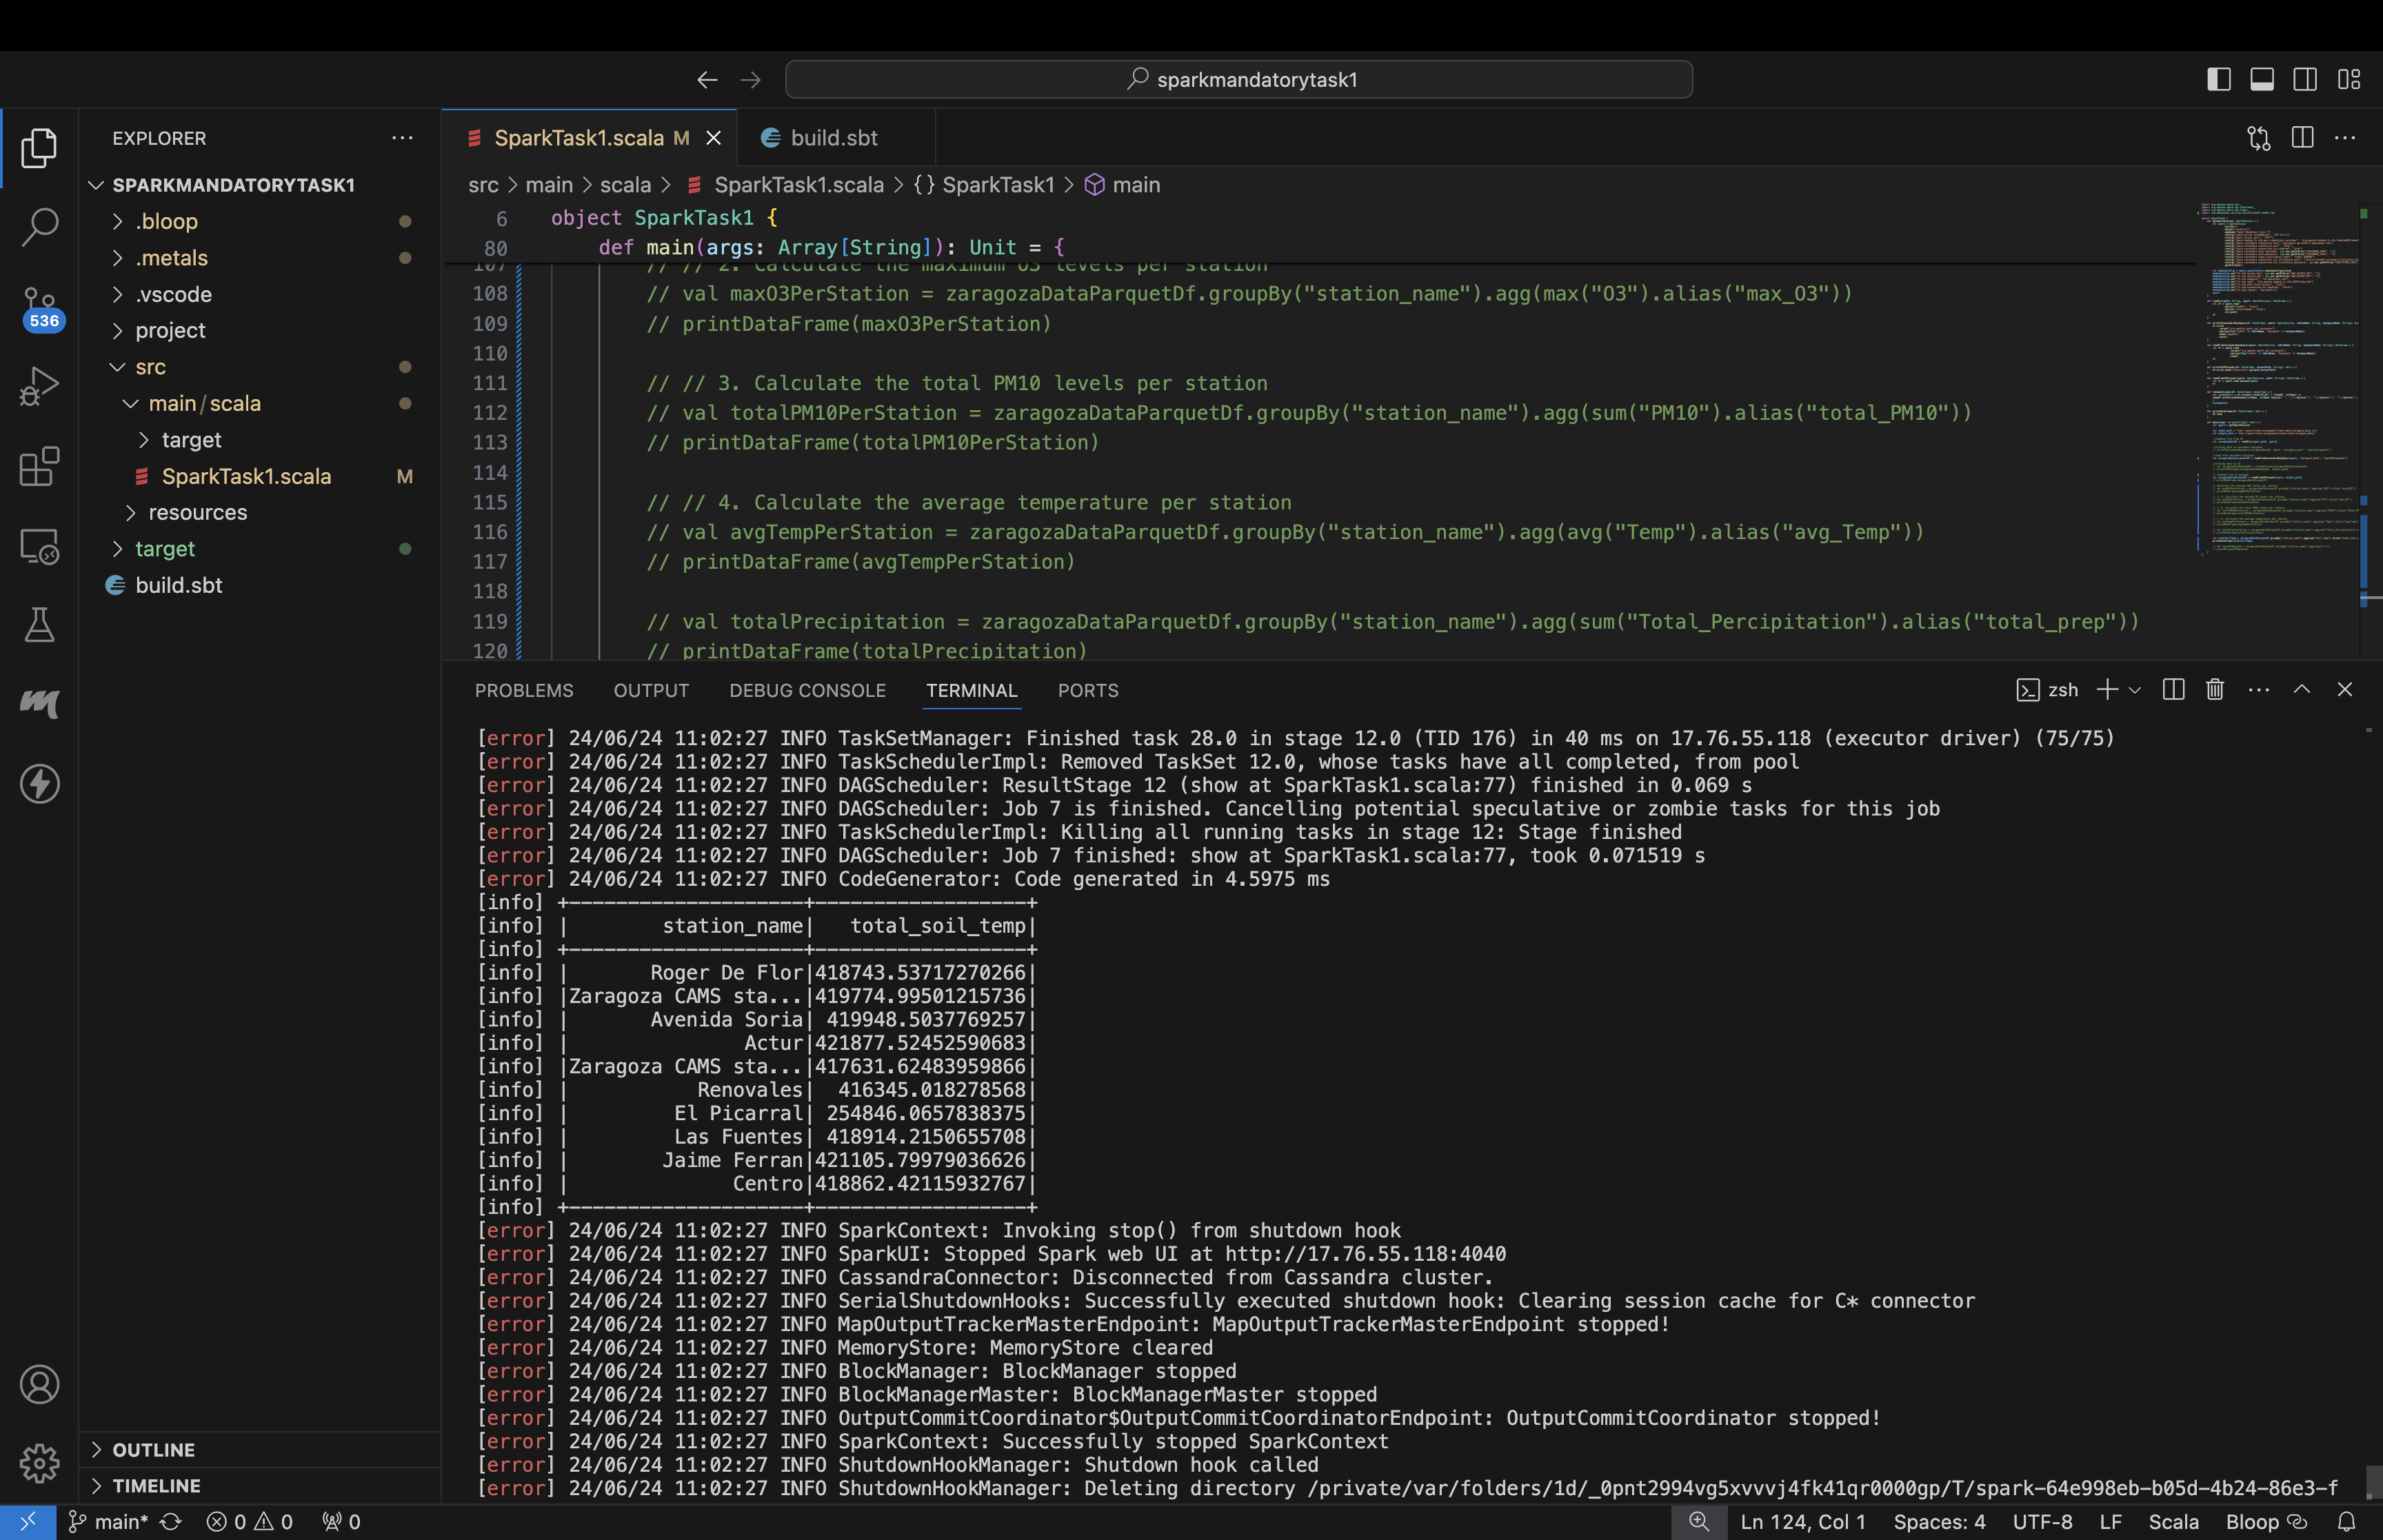 sparkmandatorytask1
EXPLORER
SPARKMANDATORYTASK1
.bloop
.metals
.vscode
project
src
main/scala
target
SparkTask1.scala M
resources
target
build.sbt
OUTLINE
TIMELINE
536
SparkTask1.scala M
build.sbt
src > main > scala > SparkTask1.scala > {} SparkTask1 > main
6 object SparkTask1 {
80 def main(args: Array[String]): Unit = {
107 // // 2. Calculate the maximum O3 levels per station
108 // val maxO3PerStation = zaragozaDataParquetDf.groupBy("station_name").agg(max("O3").alias("max_O3"))
109 // printDataFrame(maxO3PerStation)
110
111 // // 3. Calculate the total PM10 levels per station
112 // val totalPM10PerStation = zaragozaDataParquetDf.groupBy("station_name").agg(sum("PM10").alias("total_PM10"))
113 // printDataFrame(totalPM10PerStation)
114
115 // // 4. Calculate the average temperature per station
116 // val avgTempPerStation = zaragozaDataParquetDf.groupBy("station_name").agg(avg("Temp").alias("avg_Temp"))
117 // printDataFrame(avgTempPerStation)
118
119 // val totalPrecipitation = zaragozaDataParquetDf.groupBy("station_name").agg(sum("Total_Percipitation").alias("total_prep"))
120 // printDataFrame(totalPrecipitation)
PROBLEMS OUTPUT DEBUG CONSOLE TERMINAL PORTS zsh
[error] 24/06/24 11:02:27 INFO TaskSetManager: Finished task 28.0 in stage 12.0 (TID 176) in 40 ms on 17.76.55.118 (executor driver) (75/75)
[error] 24/06/24 11:02:27 INFO TaskSchedulerImpl: Removed TaskSet 12.0, whose tasks have all completed, from pool
[error] 24/06/24 11:02:27 INFO DAGScheduler: ResultStage 12 (show at SparkTask1.scala:77) finished in 0.069 s
[error] 24/06/24 11:02:27 INFO DAGScheduler: Job 7 is finished. Cancelling potential speculative or zombie tasks for this job
[error] 24/06/24 11:02:27 INFO TaskSchedulerImpl: Killing all running tasks in stage 12: Stage finished
[error] 24/06/24 11:02:27 INFO DAGScheduler: Job 7 finished: show at SparkTask1.scala:77, took 0.071519 s
[error] 24/06/24 11:02:27 INFO CodeGenerator: Code generated in 4.5975 ms
[info] +--------------------+------------------+
[info] |        station_name|   total_soil_temp|
[info] +--------------------+------------------+
[info] |       Roger De Flor|418743.53717270266|
[info] |Zaragoza CAMS sta...|419774.99501215736|
[info] |       Avenida Soria| 419948.5037769257|
[info] |               Actur|421877.52452590683|
[info] |Zaragoza CAMS sta...|417631.62483959866|
[info] |           Renovales|  416345.018278568|
[info] |         El Picarral| 254846.0657838375|
[info] |         Las Fuentes| 418914.2150655708|
[info] |        Jaime Ferran|421105.79979036626|
[info] |              Centro|418862.42115932767|
[info] +--------------------+------------------+
[error] 24/06/24 11:02:27 INFO SparkContext: Invoking stop() from shutdown hook
[error] 24/06/24 11:02:27 INFO SparkUI: Stopped Spark web UI at http://17.76.55.118:4040
[error] 24/06/24 11:02:27 INFO CassandraConnector: Disconnected from Cassandra cluster.
[error] 24/06/24 11:02:27 INFO SerialShutdownHooks: Successfully executed shutdown hook: Clearing session cache for C* connector
[error] 24/06/24 11:02:27 INFO MapOutputTrackerMasterEndpoint: MapOutputTrackerMasterEndpoint stopped!
[error] 24/06/24 11:02:27 INFO MemoryStore: MemoryStore cleared
[error] 24/06/24 11:02:27 INFO BlockManager: BlockManager stopped
[error] 24/06/24 11:02:27 INFO BlockManagerMaster: BlockManagerMaster stopped
[error] 24/06/24 11:02:27 INFO OutputCommitCoordinator$OutputCommitCoordinatorEndpoint: OutputCommitCoordinator stopped!
[error] 24/06/24 11:02:27 INFO SparkContext: Successfully stopped SparkContext
[error] 24/06/24 11:02:27 INFO ShutdownHookManager: Shutdown hook called
[error] 24/06/24 11:02:27 INFO ShutdownHookManager: Deleting directory /private/var/folders/1d/_0pnt2994vg5xvvvj4fk41qr0000gp/T/spark-64e998eb-b05d-4b24-86e3-f
main* 0 0 0 Ln 124, Col 1 Spaces: 4 UTF-8 LF Scala Bloop